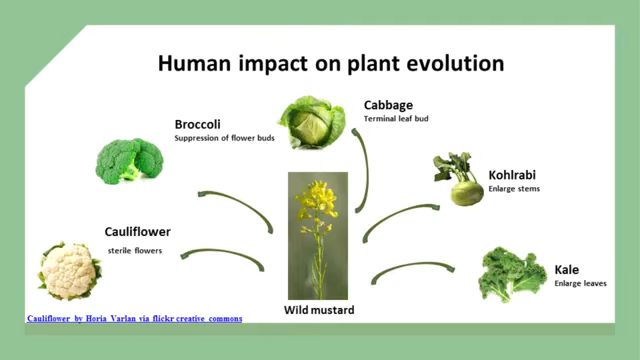 Human impact on plant evolution
Cabbage
Terminal leaf bud
Broccoli
Suppression of flower buds
Kohlrabi
Enlarge stems
Cauliflower
sterile flowers
Kale
Enlarge leaves
Wild mustard
Cauliflower by Horia Varlan via flickr creative commons